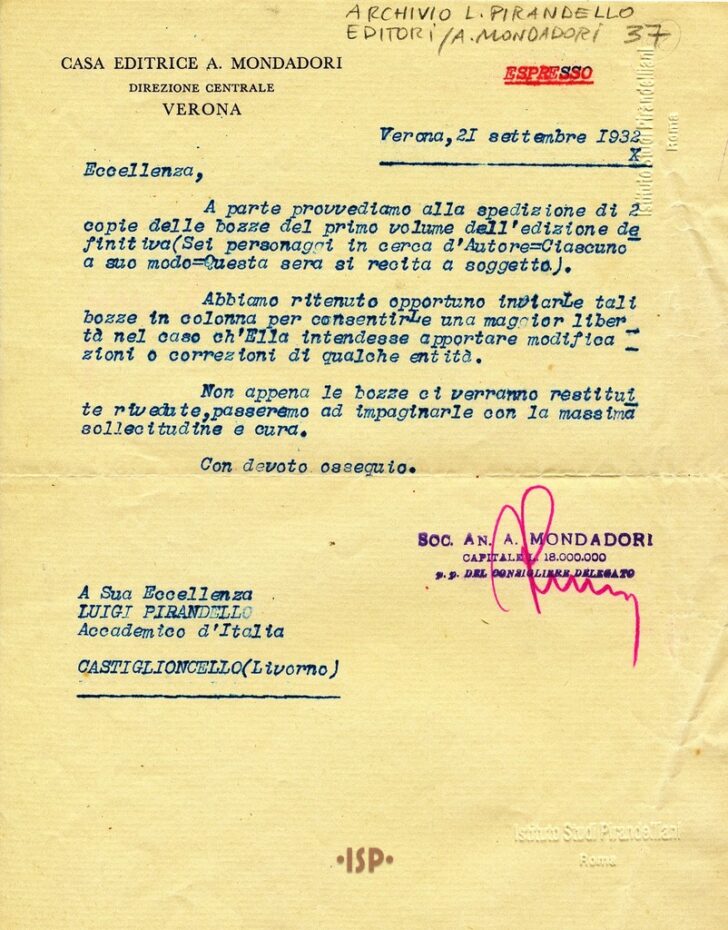 ARCHIVIO L. PIRANDELLO
EDITORI/A. MONDADORI 37
CASA EDITRICE A. MONDADORI
DIREZIONE CENTRALE
VERONA
ESPRESSO
Verona,21 settembre 1932
X
Eccellenza,
A parte provvediamo alla spedizione di 2
copie delle bozze del primo volume dell'edizione de
finitiva(Sei personaggi in cerca d'Autore=Ciascuno
a suo modo=Questa sera si recita a soggetto).
Abbiamo ritenuto opportuno inviarLe tali
bozze in colonna per consentirLe una maggior liber
tà nel caso ch'Ella intendesse apportare modifica
zioni o correzioni di qualche entità.
Non appena le bozze ci verranno restitui
te rivedute,passeremo ad impaginarle con la massima
sollecitudine e cura.
Con devoto ossequio.
SOC. AN. A. MONDADORI
CAPITALE L. 18.000.000
p. p. DEL CONSIGLIERE DELEGATO
A Sua Eccellenza
LUIGI PIRANDELLO
Accademico d'Italia
CASTIGLIONCELLO(Livorno)
Istituto Studi Pirandelliani
Roma
Istituto Studi Pirandelliani
Roma
•ISP•